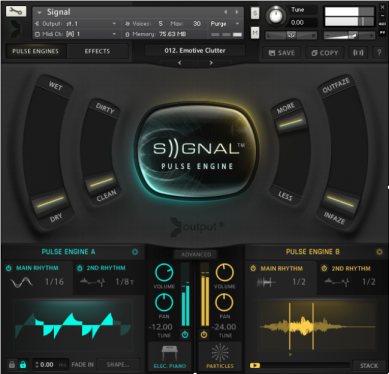 Signal
Output: st. 1
Voices: 5 Max: 30 Purge
Midi Ch: [A] 1
Memory: 75.63 MB
S
M
Tune
0.00
PULSE ENGINES EFFECTS
012. Emotive Clutter
SAVE COPY ?
WET
DRY
DIRTY
CLEAN
S))GNAL™
PULSE ENGINE
MORE
LESS
OUTFAZE
INFAZE
output
PULSE ENGINE A
MAIN RHYTHM 2ND RHYTHM
1/16 1/8T
0.00 FADE IN SHAPE...
ADVANCED
VOLUME VOLUME
PAN PAN
-12.00 -24.00
TUNE TUNE
ELEC. PIANO PARTICLES
PULSE ENGINE B
MAIN RHYTHM 2ND RHYTHM
1/2 1/2
STACK